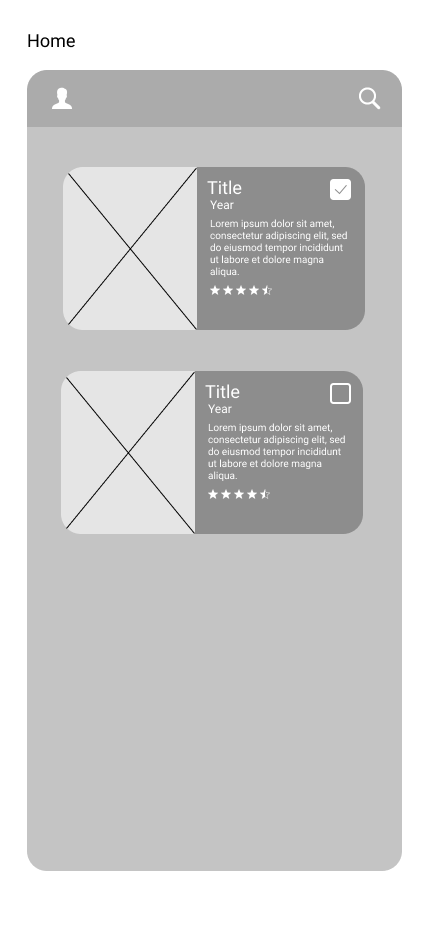 Home
Title
Year
Lorem ipsum dolor sit amet,
consectetur adipiscing elit, sed
do eiusmod tempor incididunt
ut labore et dolore magna
aliqua.
Title
Year
Lorem ipsum dolor sit amet,
consectetur adipiscing elit, sed
do eiusmod tempor incididunt
ut labore et dolore magna
aliqua.